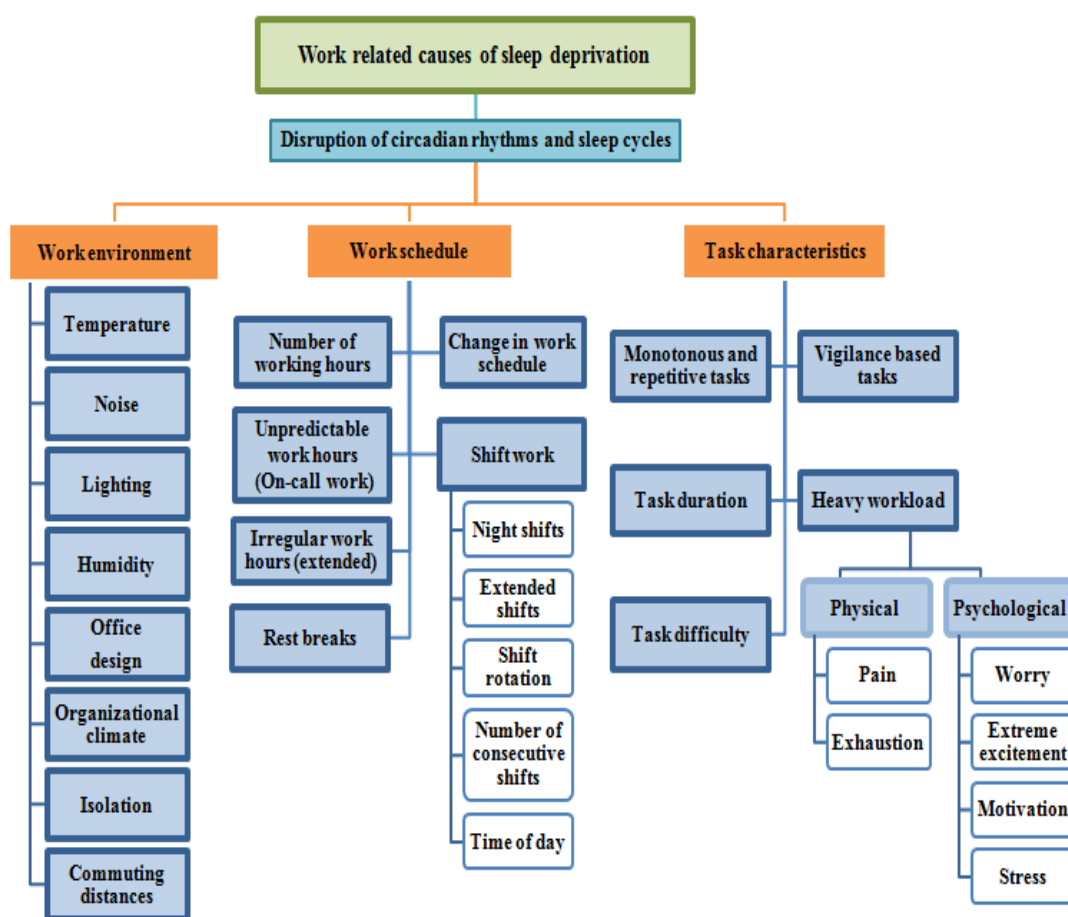 Work related causes of sleep deprivation
Disruption of circadian rhythms and sleep cycles
Work environment
Temperature
Noise
Lighting
Humidity
Office
design
Organizational
climate
Isolation
Commuting
distances
Work schedule
Number of
working hours
Change in work
schedule
Unpredictable
work hours
(On-call work)
Shift work
Irregular work
hours (extended)
Rest breaks
Night shifts
Extended
shifts
Shift
rotation
Number of
consecutive
shifts
Time of day
Task characteristics
Monotonous and
repetitive tasks
Vigilance based
tasks
Task duration
Heavy workload
Task difficulty
Physical
Pain
Exhaustion
Psychological
Worry
Extreme
excitement
Motivation
Stress